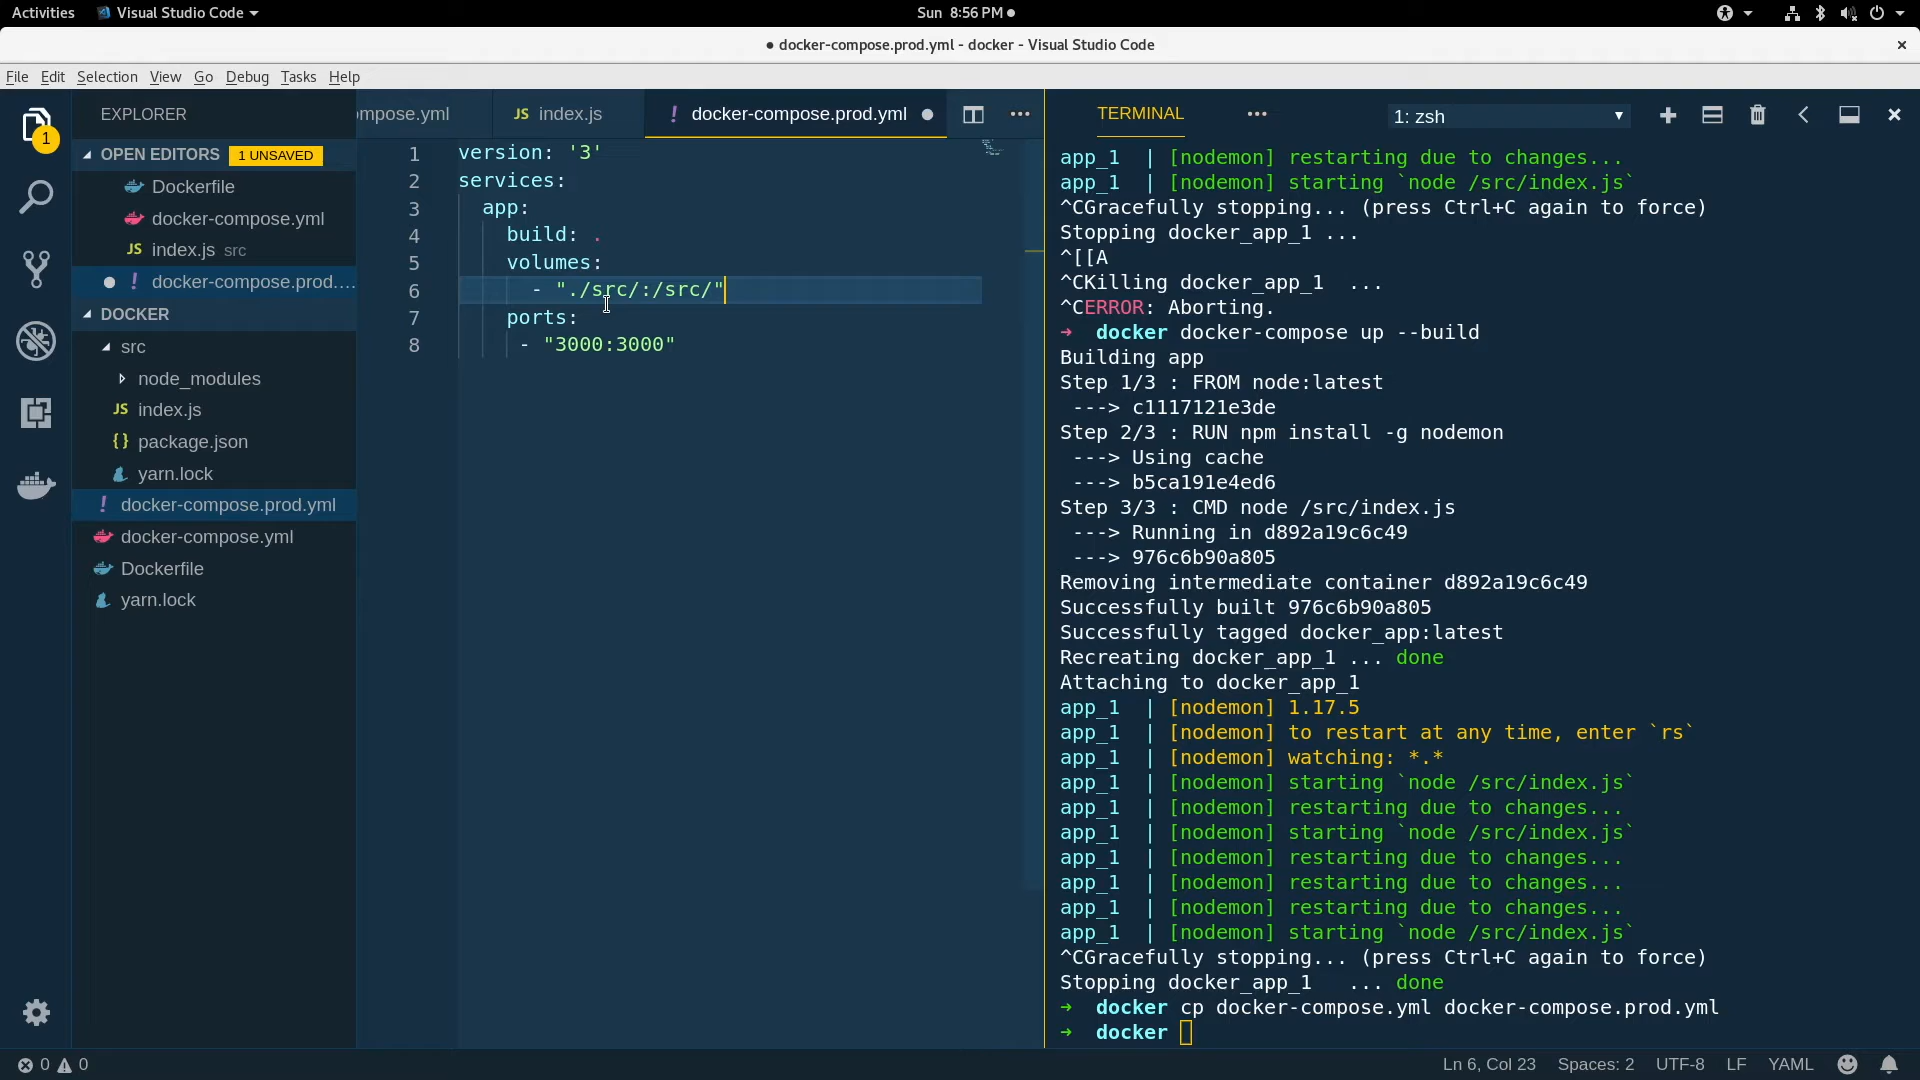 Activities
Visual Studio Code
Sun 8:56 PM
● docker-compose.prod.yml - docker - Visual Studio Code
File Edit Selection View Go Debug Tasks Help
1
EXPLORER
OPEN EDITORS 1 UNSAVED
Dockerfile
docker-compose.yml
JS index.js src
! docker-compose.prod....
DOCKER
src
node_modules
JS index.js
{} package.json
yarn.lock
! docker-compose.prod.yml
docker-compose.yml
Dockerfile
yarn.lock
mpose.yml
JS index.js
! docker-compose.prod.yml
1 version: '3'
2 services:
3 app:
4 build: .
5 volumes:
6 - "./src/:/src/"
7 ports:
8 - "3000:3000"
TERMINAL
1: zsh
app_1 | [nodemon] restarting due to changes...
app_1 | [nodemon] starting `node /src/index.js`
^CGracefully stopping... (press Ctrl+C again to force)
Stopping docker_app_1 ...
^[[A
^CKilling docker_app_1 ...
^CERROR: Aborting.
➜ docker docker-compose up --build
Building app
Step 1/3 : FROM node:latest
---> c1117121e3de
Step 2/3 : RUN npm install -g nodemon
---> Using cache
---> b5ca191e4ed6
Step 3/3 : CMD node /src/index.js
---> Running in d892a19c6c49
---> 976c6b90a805
Removing intermediate container d892a19c6c49
Successfully built 976c6b90a805
Successfully tagged docker_app:latest
Recreating docker_app_1 ... done
Attaching to docker_app_1
app_1 | [nodemon] 1.17.5
app_1 | [nodemon] to restart at any time, enter `rs`
app_1 | [nodemon] watching: *.*
app_1 | [nodemon] starting `node /src/index.js`
app_1 | [nodemon] restarting due to changes...
app_1 | [nodemon] starting `node /src/index.js`
app_1 | [nodemon] restarting due to changes...
app_1 | [nodemon] restarting due to changes...
app_1 | [nodemon] restarting due to changes...
app_1 | [nodemon] starting `node /src/index.js`
^CGracefully stopping... (press Ctrl+C again to force)
Stopping docker_app_1 ... done
➜ docker cp docker-compose.yml docker-compose.prod.yml
➜ docker
0 0
Ln 6, Col 23 Spaces: 2 UTF-8 LF YAML